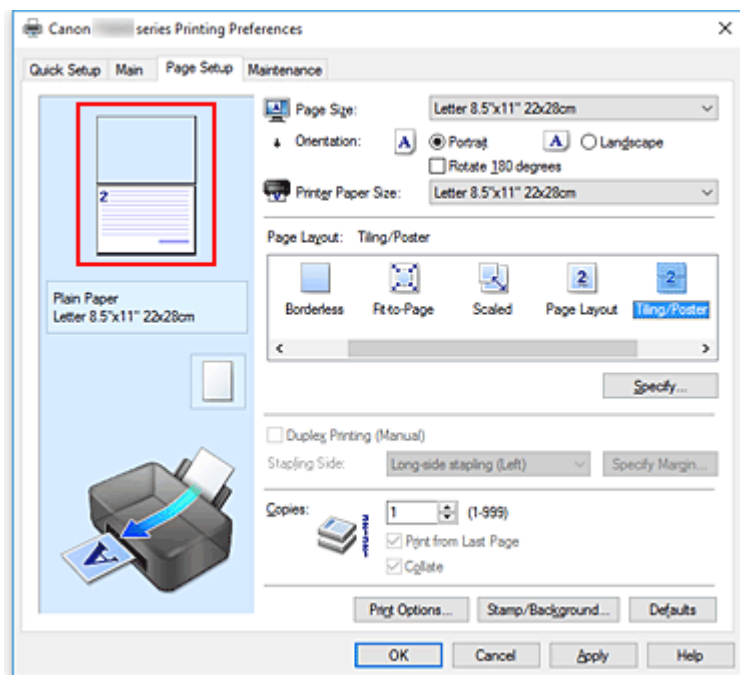 Canon series Printing Preferences
Quick Setup Main Page Setup Maintenance
2
Plain Paper
Letter 8.5"x11" 22x28cm
A
Page Size: Letter 8.5"x11" 22x28cm
Orientation: A Portrait A Landscape
Rotate 180 degrees
Printer Paper Size: Letter 8.5"x11" 22x28cm
Page Layout: Tiling/Poster
2 2
Borderless Fit-to-Page Scaled Page Layout Tiling/Poster
Specify...
Duplex Printing (Manual)
Stapling Side: Long-side stapling (Left) Specify Margin...
Copies: 1 (1-999)
Print from Last Page
Collate
Print Options... Stamp/Background... Defaults
OK Cancel Apply Help